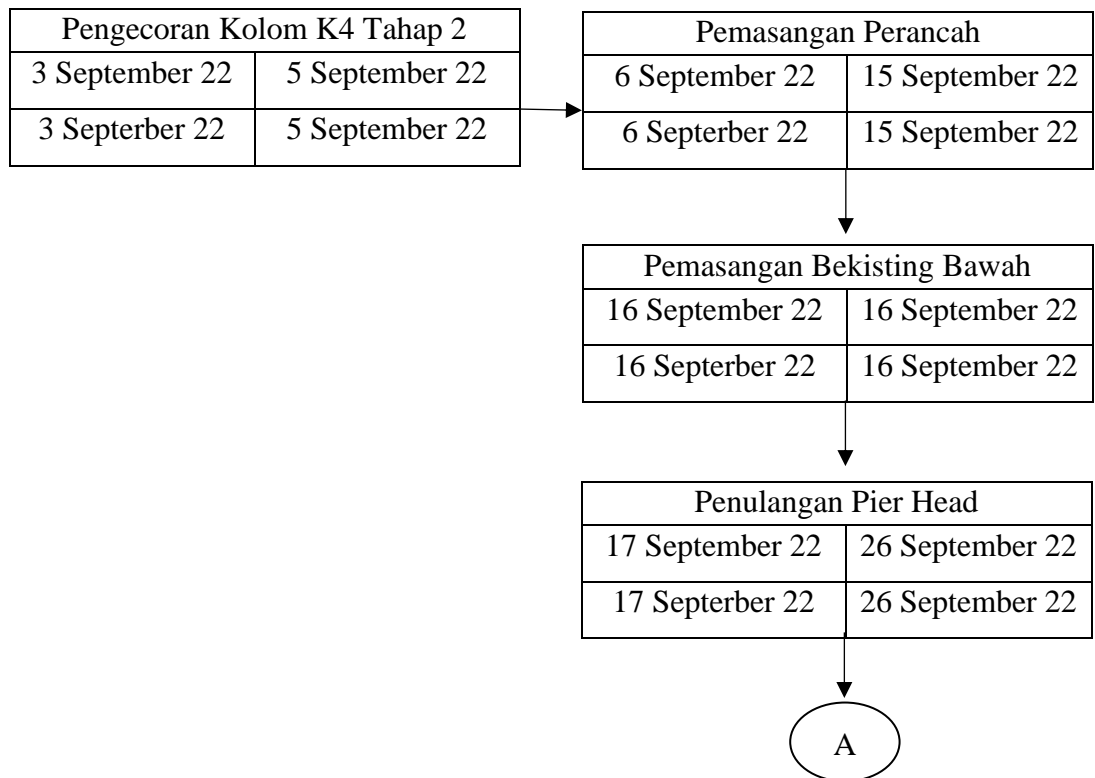 Pengecoran Kolom K4 Tahap 2
3 September 22 5 September 22
3 Septerber 22 5 September 22
Pemasangan Perancah
6 September 22 15 September 22
6 Septerber 22 15 September 22
Pemasangan Bekisting Bawah
16 September 22 16 September 22
16 Septerber 22 16 September 22
Penulangan Pier Head
17 September 22 26 September 22
17 Septerber 22 26 September 22
A